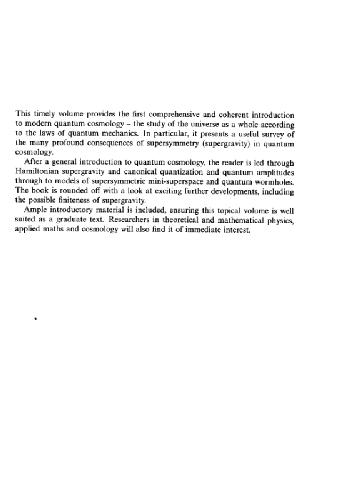 This timely volume provides the first comprehensive and coherent introduction
to modern quantum cosmology – the study of the universe as a whole according
to the laws of quantum mechanics. In particular, it presents a useful survey of
the many profound consequences of supersymmetry (supergravity) in quantum
cosmology.
After a general introduction to quantum cosmology, the reader is led through
Hamiltonian supergravity and canonical quantization and quantum amplitudes
through to models of supersymmetric mini-superspace and quantum wormholes.
The book is rounded off with a look at exciting further developments, including
the possible finiteness of supergravity.
Ample introductory material is included, ensuring this topical volume is well
suited as a graduate text. Researchers in theoretical and mathematical physics,
applied maths and cosmology will also find it of immediate interest.